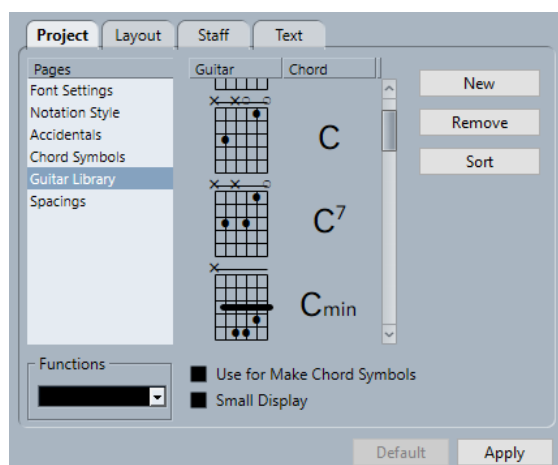 Project Layout Staff Text
Pages
Font Settings
Notation Style
Accidentals
Chord Symbols
Guitar Library
Spacings
Guitar Chord
C
C7
Cmin
New
Remove
Sort
Functions
Use for Make Chord Symbols
Small Display
Default Apply